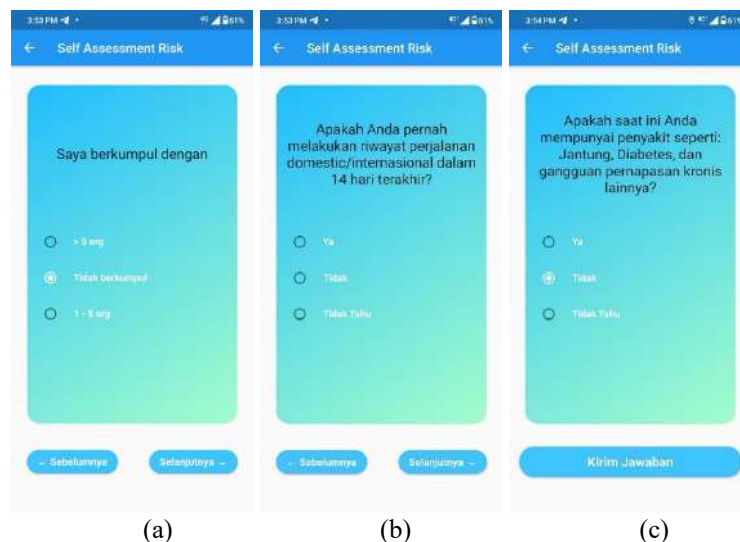 3:53 PM
61%
← Self Assessment Risk
Saya berkumpul dengan
> 5 org
Tidak berkumpul
1 - 5 org
← Sebelumnya
Selanjutnya →
(a)
3:53 PM
61%
← Self Assessment Risk
Apakah Anda pernah
melakukan riwayat perjalanan
domestic/internasional dalam
14 hari terakhir?
Ya
Tidak
Tidak Tahu
← Sebelumnya
Selanjutnya →
(b)
3:54 PM
61%
← Self Assessment Risk
Apakah saat ini Anda
mempunyai penyakit seperti:
Jantung, Diabetes, dan
gangguan pernapasan kronis
lainnya?
Ya
Tidak
Tidak Tahu
Kirim Jawaban
(c)